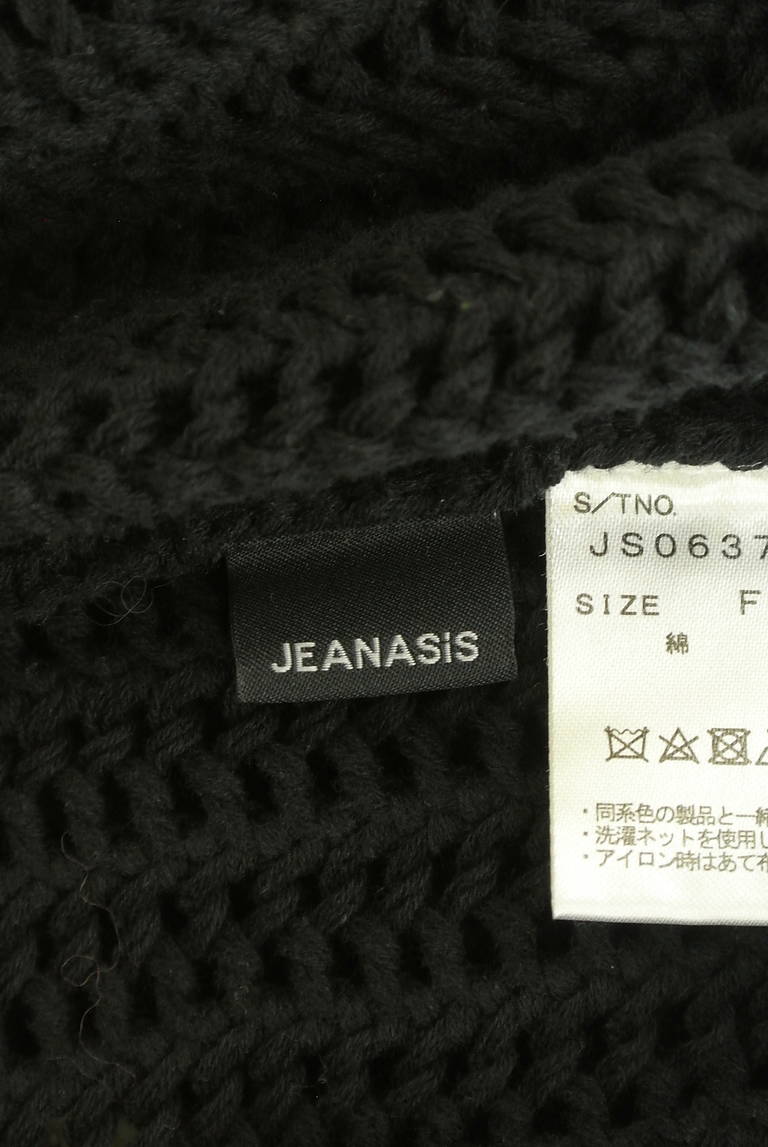 JEANASiS
S/TNO.
JS0637
SIZE F
綿
・同系色の製品と一緒
・洗濯ネットを使用し
・アイロン時はあて布